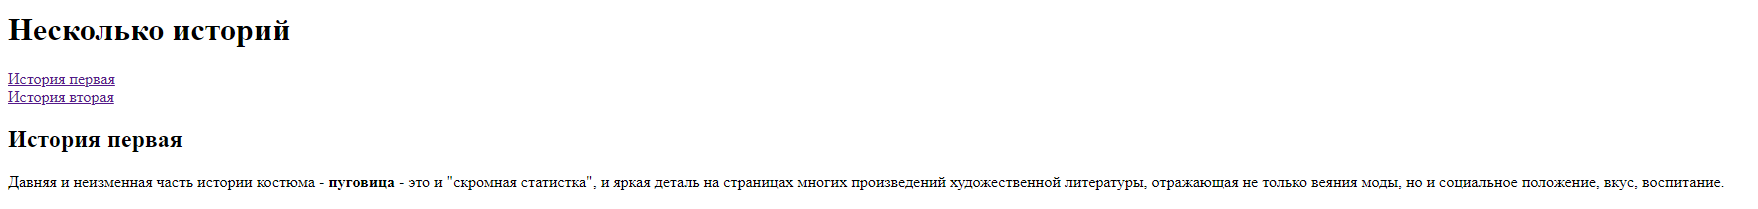 Несколько историй
История первая
История вторая
История первая
Давняя и неизменная часть истории костюма - пуговица - это и "скромная статистка", и яркая деталь на страницах многих произведений художественной литературы, отражающая не только веяния моды, но и социальное положение, вкус, воспитание.